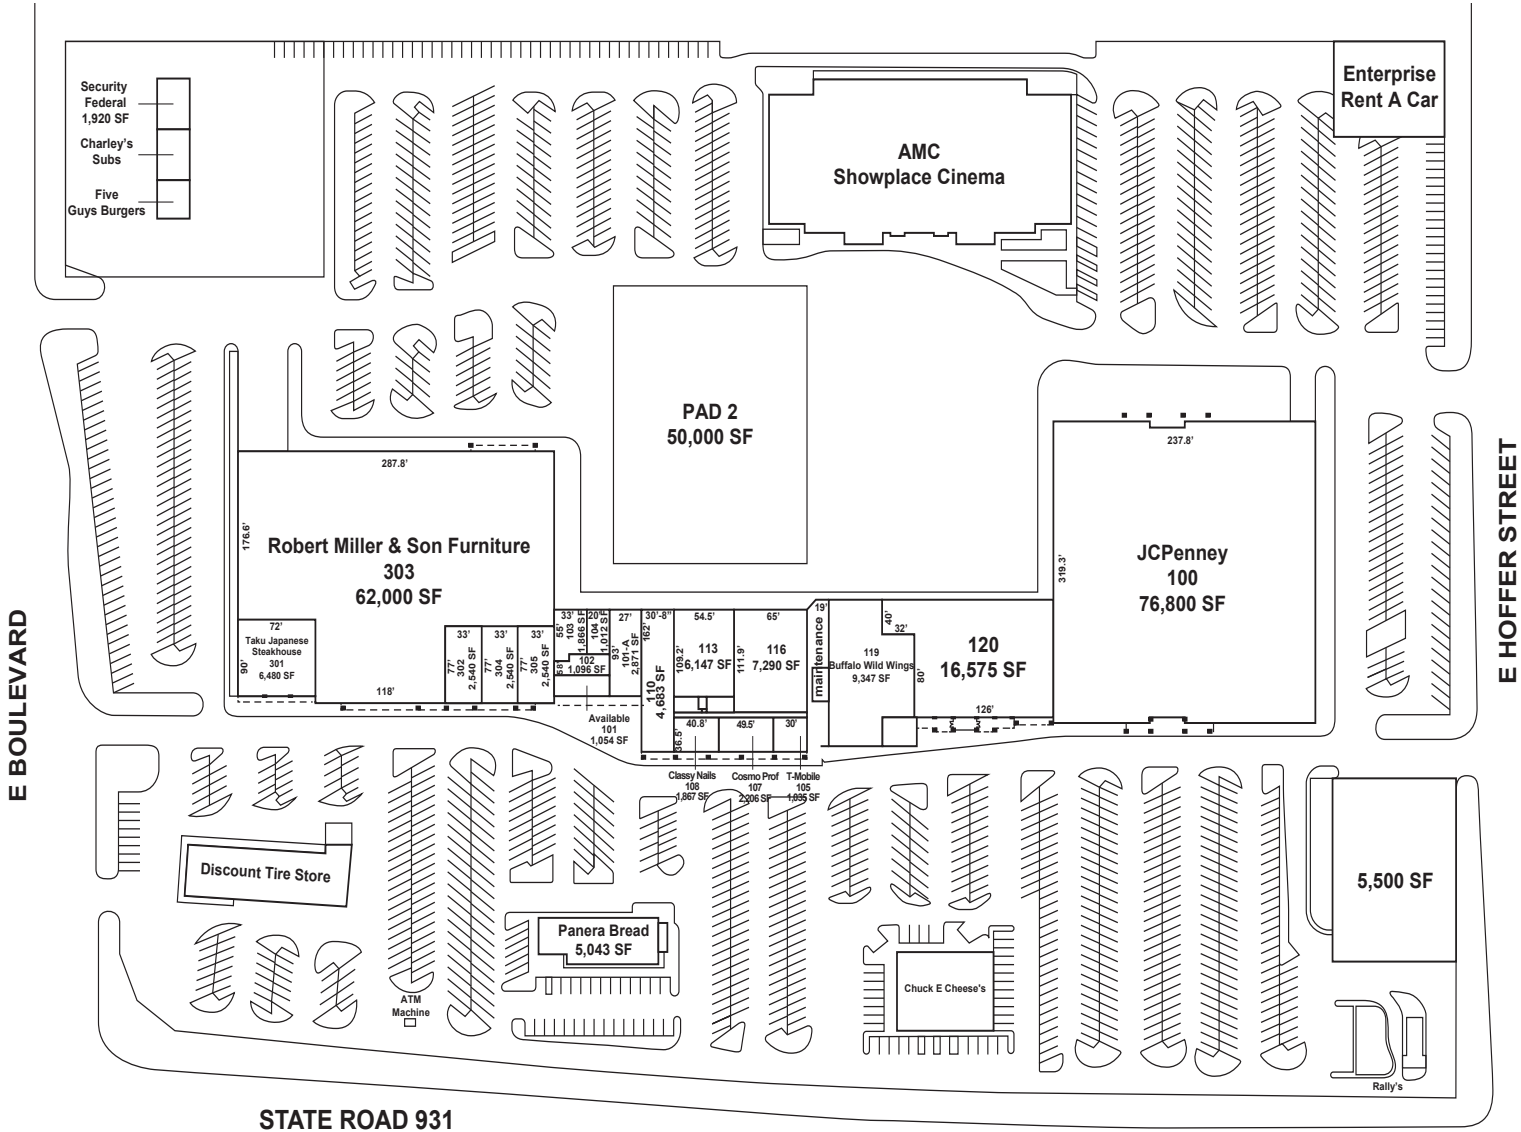 Security
Federal
1,920 SF
Charley's
Subs
Five
Guys Burgers
AMC
Showplace Cinema
Enterprise
Rent A Car
PAD 2
50,000 SF
287.8'
176.6'
Robert Miller & Son Furniture
303
62,000 SF
72'
Taku Japanese
Steakhouse
301
6,480 SF
90'
118'
33'
77'
302
2,540 SF
33'
77'
304
2,540 SF
33'
77'
305
2,540 SF
33'
55'
103
1,866 SF
20'
104
1,012 SF
58'
102
1,096 SF
27'
93'
101-A
2,871 SF
Available
101
1,054 SF
30'-8"
162'
110
4,683 SF
54.5'
109.2'
113
6,147 SF
65'
111.9'
116
7,290 SF
40.8'
36.5'
49.5'
30'
Classy Nails
108
1,867 SF
Cosmo Prof
107
2,206 SF
T-Mobile
105
1,035 SF
19'
maintenance
119
Buffalo Wild Wings
9,347 SF
40'
32'
80'
120
16,575 SF
126'
237.8'
319.3'
JCPenney
100
76,800 SF
E BOULEVARD
E HOFFER STREET
Discount Tire Store
ATM
Machine
Panera Bread
5,043 SF
Chuck E Cheese's
5,500 SF
Rally's
STATE ROAD 931